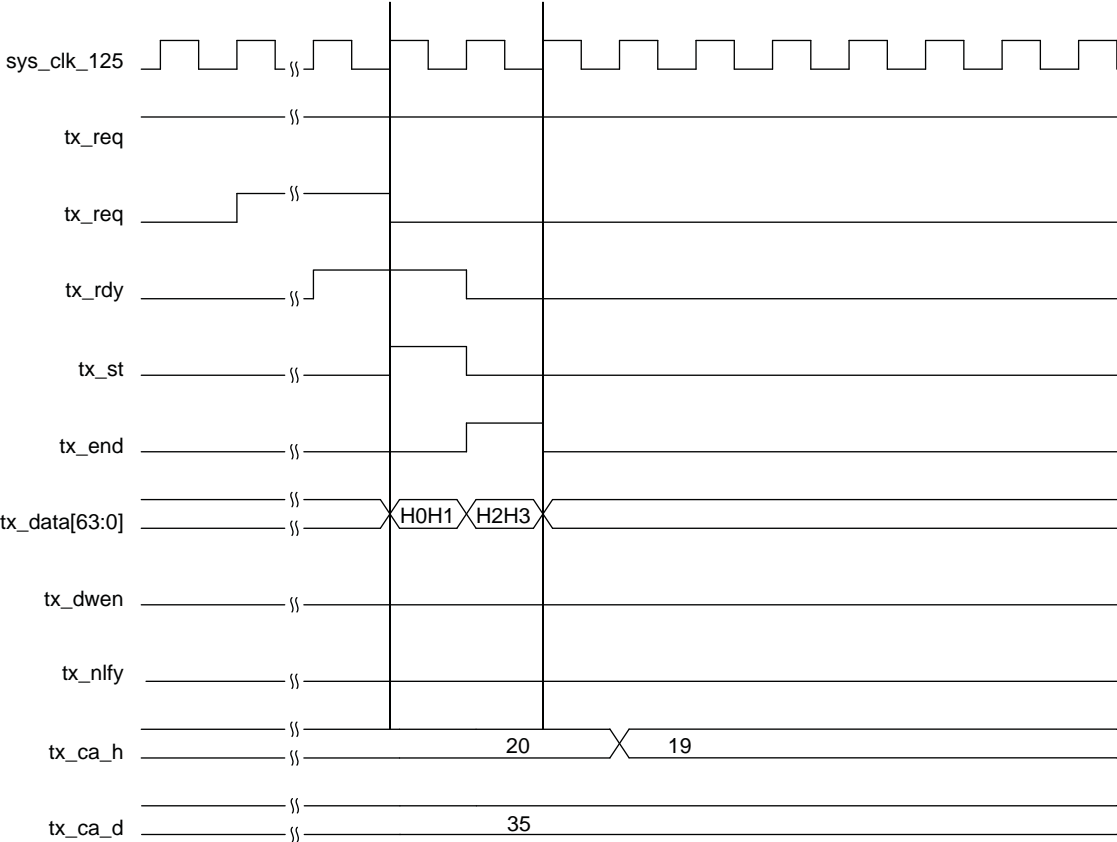 sys_clk_125
tx_req
tx_req
tx_rdy
tx_st
tx_end
tx_data[63:0] H0H1 H2H3
tx_dwen
tx_nlfy
tx_ca_h 20 19
tx_ca_d 35